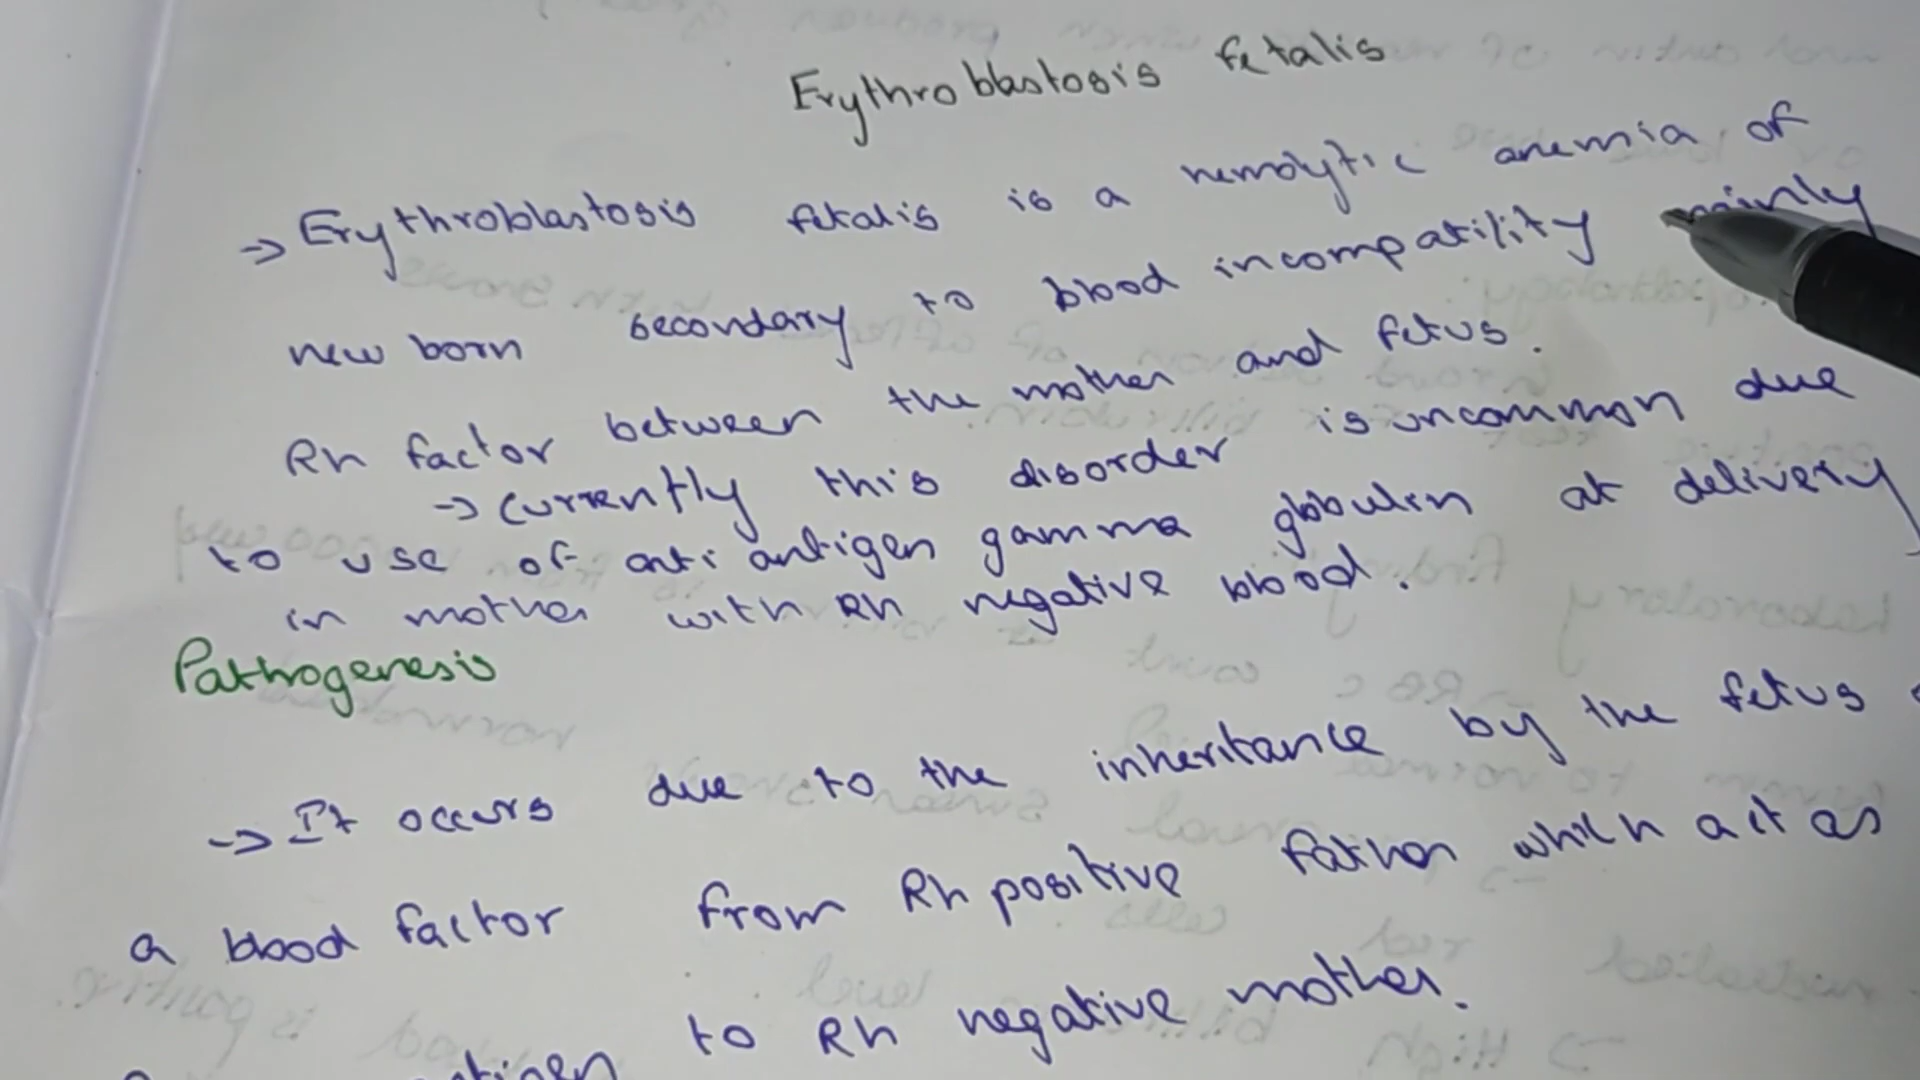 Erythroblastosis fetalis
→ Erythroblastosis fetalis is a hemolytic anemia of
new born secondary to blood incompatility mainly
Rh factor between the mother and fetus.
→ Currently this disorder is uncommon due
to use of anti antigen gamma globulin at delivery
in mother with Rh negative blood.
Pathogenesis
→ It occurs due to the inheritance by the fetus
a blood factor from Rh positive father which act as
to Rh negative mother.